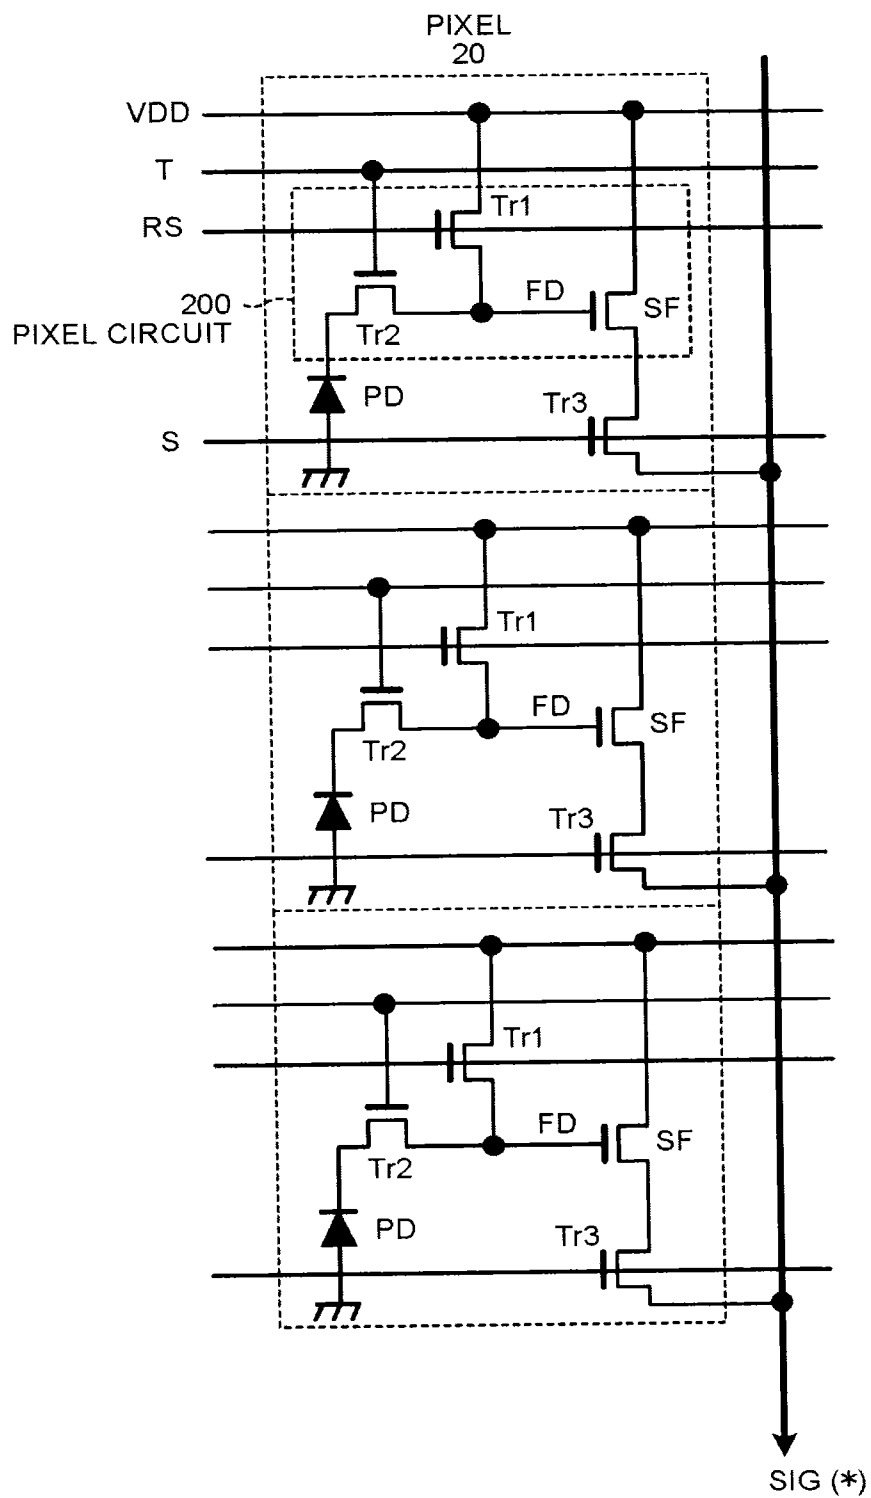 PIXEL
20
VDD
T
Tr1
RS
200
PIXEL CIRCUIT
FD
SF
Tr2
PD
Tr3
S
Tr1
FD
SF
Tr2
PD
Tr3
Tr1
FD
SF
Tr2
PD
Tr3
SIG (*)